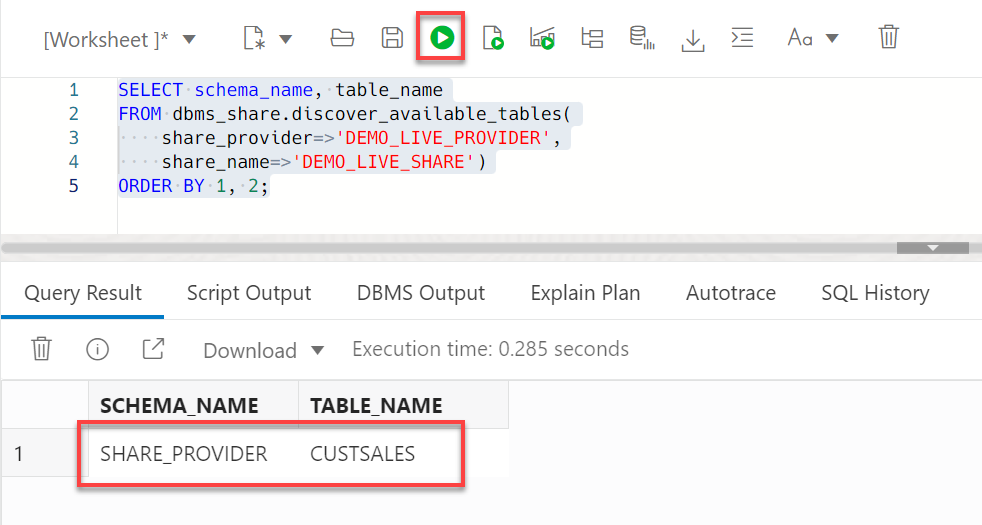 [Worksheet ]*
Aa
1 SELECT schema_name, table_name
2 FROM dbms_share.discover_available_tables(
3 share_provider=>'DEMO_LIVE_PROVIDER',
4 share_name=>'DEMO_LIVE_SHARE')
5 ORDER BY 1, 2;
Query Result Script Output DBMS Output Explain Plan Autotrace SQL History
Download Execution time: 0.285 seconds
SCHEMA_NAME TABLE_NAME
1 SHARE_PROVIDER CUSTSALES